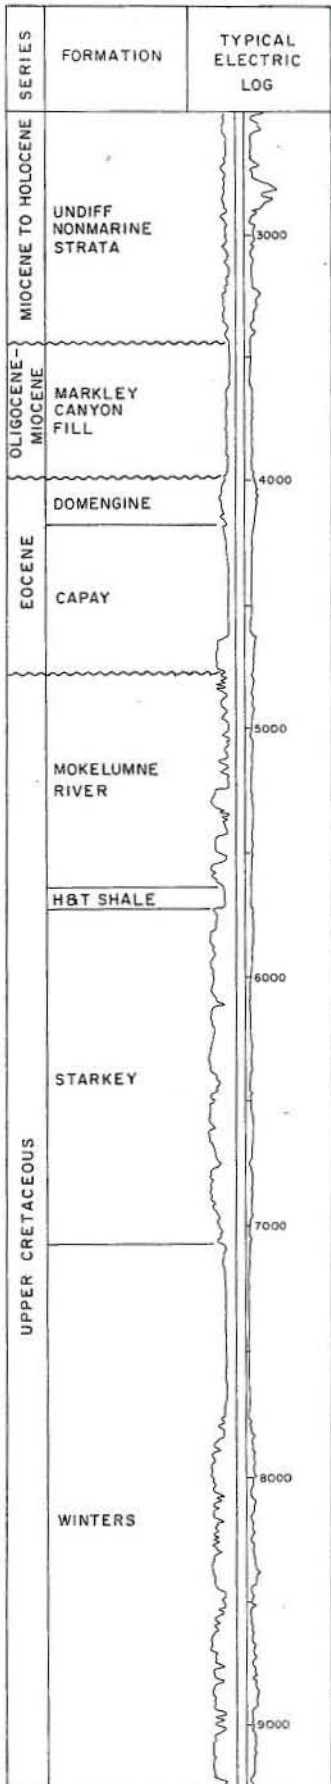 SERIES
FORMATION
TYPICAL
ELECTRIC
LOG
MIOCENE TO HOLOCENE
UNDIFF
NONMARINE
STRATA
3000
OLIGOCENE-
MIOCENE
MARKLEY
CANYON
FILL
4000
EOCENE
DOMENGINE
CAPAY
5000
UPPER CRETACEOUS
MOKELUMNE
RIVER
H&T SHALE
6000
STARKEY
7000
8000
WINTERS
9000